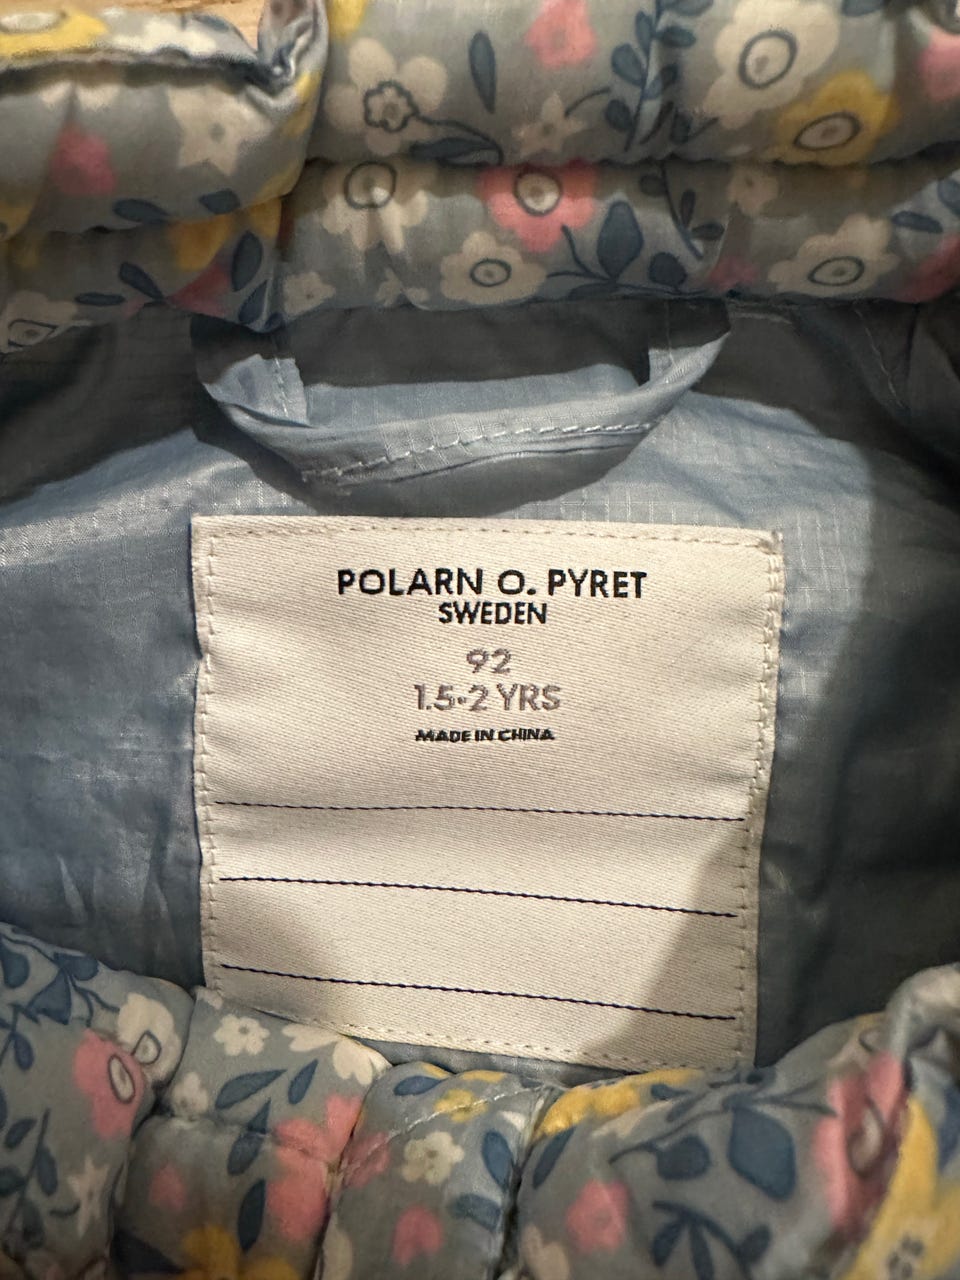 POLARN O. PYRET
SWEDEN
92
1.5-2 YRS
MADE IN CHINA